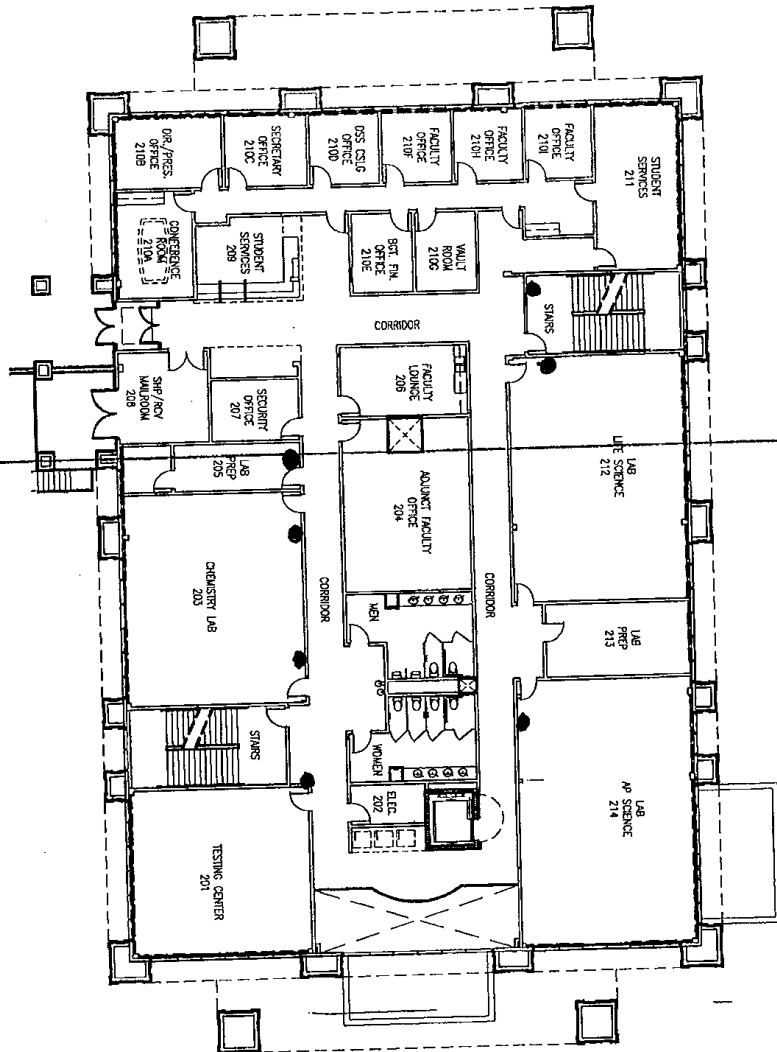 DIR./PRES.
OFFICE
210B
SECRETARY
OFFICE
210C
DSS CSLG
OFFICE
210D
FACULTY
OFFICE
210F
FACULTY
OFFICE
210H
FACULTY
OFFICE
210I
STUDENT
SERVICES
211
CONEFERENCE
ROOM
210A
STUDENT
SERVICES
209
BGT. FIN.
OFFICE
210E
VAULT
ROOM
210G
STAIRS
CORRIDOR
SHP/RCV
MAILROOM
208
SECURITY
OFFICE
207
FACULTY
LOUNGE
206
LAB
PREP
205
ADJUNCT FACULTY
OFFICE
204
LAB
LIFE SCIENCE
212
CHEMISTRY LAB
203
CORRIDOR
MEN
CORRIDOR
LAB
PREP
213
STAIRS
WOMEN
ELEC.
202
LAB
AP SCIENCE
214
TESTING CENTER
201